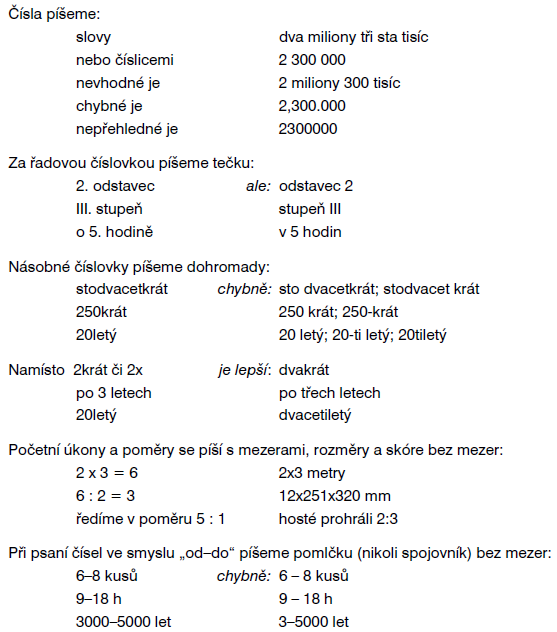 Čísla píšeme:
slovy dva miliony tři sta tisíc
nebo číslicemi 2 300 000
nevhodné je 2 miliony 300 tisíc
chybné je 2,300.000
nepřehledné je 2300000
Za řadovou číslovkou píšeme tečku:
2. odstavec ale: odstavec 2
III. stupeň stupeň III
o 5. hodině v 5 hodin
Násobné číslovky píšeme dohromady:
stodvacetkrát chybně: sto dvacetkrát; stodvacet krát
250krát 250 krát; 250-krát
20letý 20 letý; 20-ti letý; 20tiletý
Namísto 2krát či 2x je lepší: dvakrát
po 3 letech po třech letech
20letý dvacetiletý
Početní úkony a poměry se píší s mezerami, rozměry a skóre bez mezer:
2 x 3 = 6 2x3 metry
6 : 2 = 3 12x251x320 mm
ředíme v poměru 5 : 1 hosté prohráli 2:3
Při psaní čísel ve smyslu „od–do“ píšeme pomlčku (nikoli spojovník) bez mezer:
6–8 kusů chybně: 6 – 8 kusů
9–18 h 9 – 18 h
3000–5000 let 3–5000 let